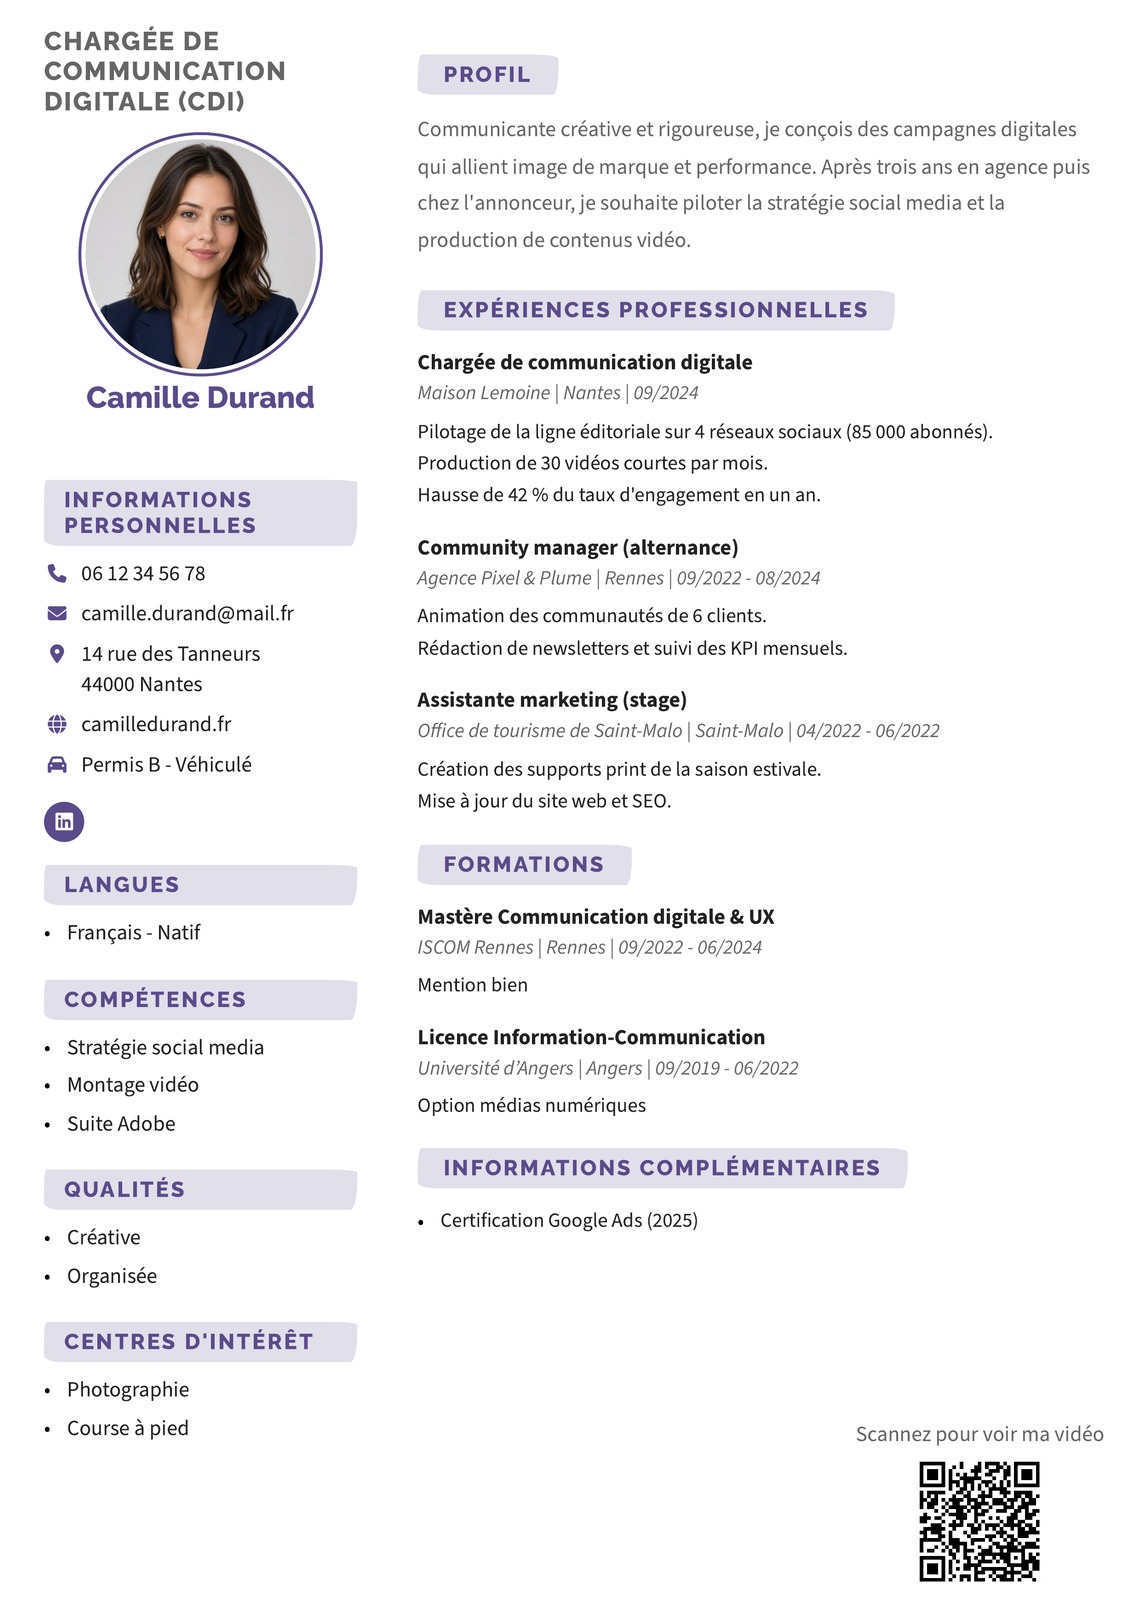 CHARGÉE DE
COMMUNICATION
DIGITALE (CDI)
Camille Durand
INFORMATIONS
PERSONNELLES
06 12 34 56 78
camille.durand@mail.fr
14 rue des Tanneurs
44000 Nantes
camilledurand.fr
Permis B - Véhiculé
in
LANGUES
• Français - Natif
COMPÉTENCES
• Stratégie social media
• Montage vidéo
• Suite Adobe
QUALITÉS
• Créative
• Organisée
CENTRES D'INTÉRÊT
• Photographie
• Course à pied
PROFIL
Communicante créative et rigoureuse, je conçois des campagnes digitales
qui allient image de marque et performance. Après trois ans en agence puis
chez l'annonceur, je souhaite piloter la stratégie social media et la
production de contenus vidéo.
EXPÉRIENCES PROFESSIONNELLES
Chargée de communication digitale
Maison Lemoine | Nantes | 09/2024
Pilotage de la ligne éditoriale sur 4 réseaux sociaux (85 000 abonnés).
Production de 30 vidéos courtes par mois.
Hausse de 42 % du taux d'engagement en un an.
Community manager (alternance)
Agence Pixel & Plume | Rennes | 09/2022 - 08/2024
Animation des communautés de 6 clients.
Rédaction de newsletters et suivi des KPI mensuels.
Assistante marketing (stage)
Office de tourisme de Saint-Malo | Saint-Malo | 04/2022 - 06/2022
Création des supports print de la saison estivale.
Mise à jour du site web et SEO.
FORMATIONS
Mastère Communication digitale & UX
ISCOM Rennes | Rennes | 09/2022 - 06/2024
Mention bien
Licence Information-Communication
Université d’Angers | Angers | 09/2019 - 06/2022
Option médias numériques
INFORMATIONS COMPLÉMENTAIRES
• Certification Google Ads (2025)
Scannez pour voir ma vidéo